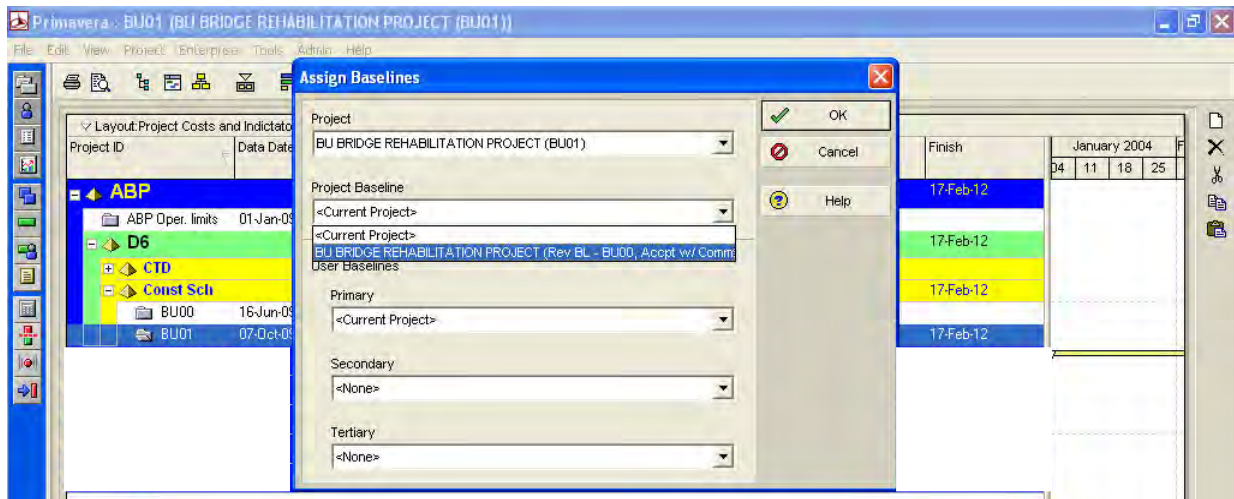 Primavera : BU01 (BU BRIDGE REHABILITATION PROJECT (BU01))
File Edit View Project Enterprise Tools Admin Help
Assign Baselines
Layout:Project Costs and Indictato
Project ID
Data Date
Finish
January 2004 F
04 11 18 25
ABP 17-Feb-12
ABP Oper. limits 01-Jan-09
D6 17-Feb-12
CTD
Const Sch 17-Feb-12
BU00 16-Jun-09
BU01 07-Oct-09 17-Feb-12
Project
BU BRIDGE REHABILITATION PROJECT (BU01)
Project Baseline
<Current Project>
<Current Project>
BU BRIDGE REHABILITATION PROJECT (Rev BL - BU00, Accpt w/ Comm
User Baselines
Primary
<Current Project>
Secondary
<None>
Tertiary
<None>
OK
Cancel
Help